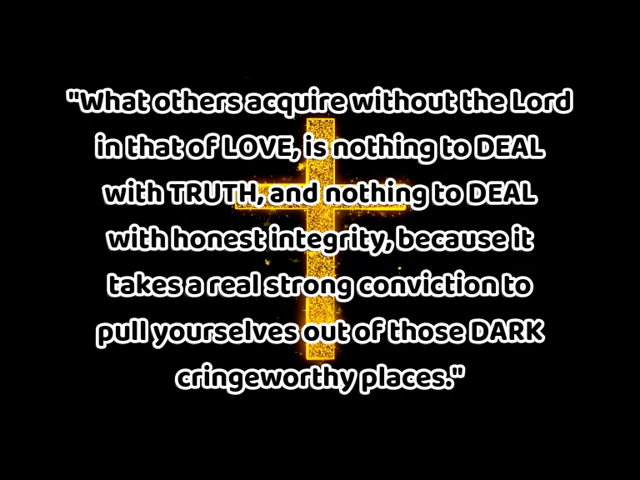 "What others acquire without the Lord
in that of LOVE, is nothing to DEAL
with TRUTH, and nothing to DEAL
with honest integrity, because it
takes a real strong conviction to
pull yourselves out of those DARK
cringeworthy places."